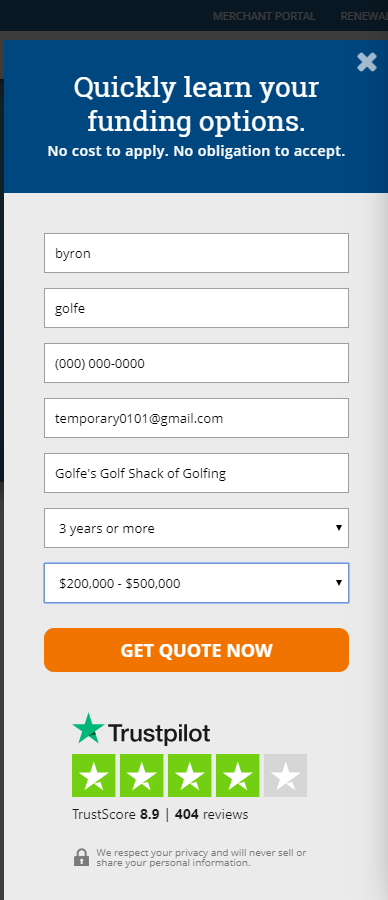 MERCHANT PORTAL RENEWA
Quickly learn your
funding options.
No cost to apply. No obligation to accept.
byron
golfe
(000) 000-0000
temporary0101@gmail.com
Golfe's Golf Shack of Golfing
3 years or more
$200,000 - $500,000
GET QUOTE NOW
Trustpilot
TrustScore 8.9 | 404 reviews
We respect your privacy and will never sell or
share your personal information.